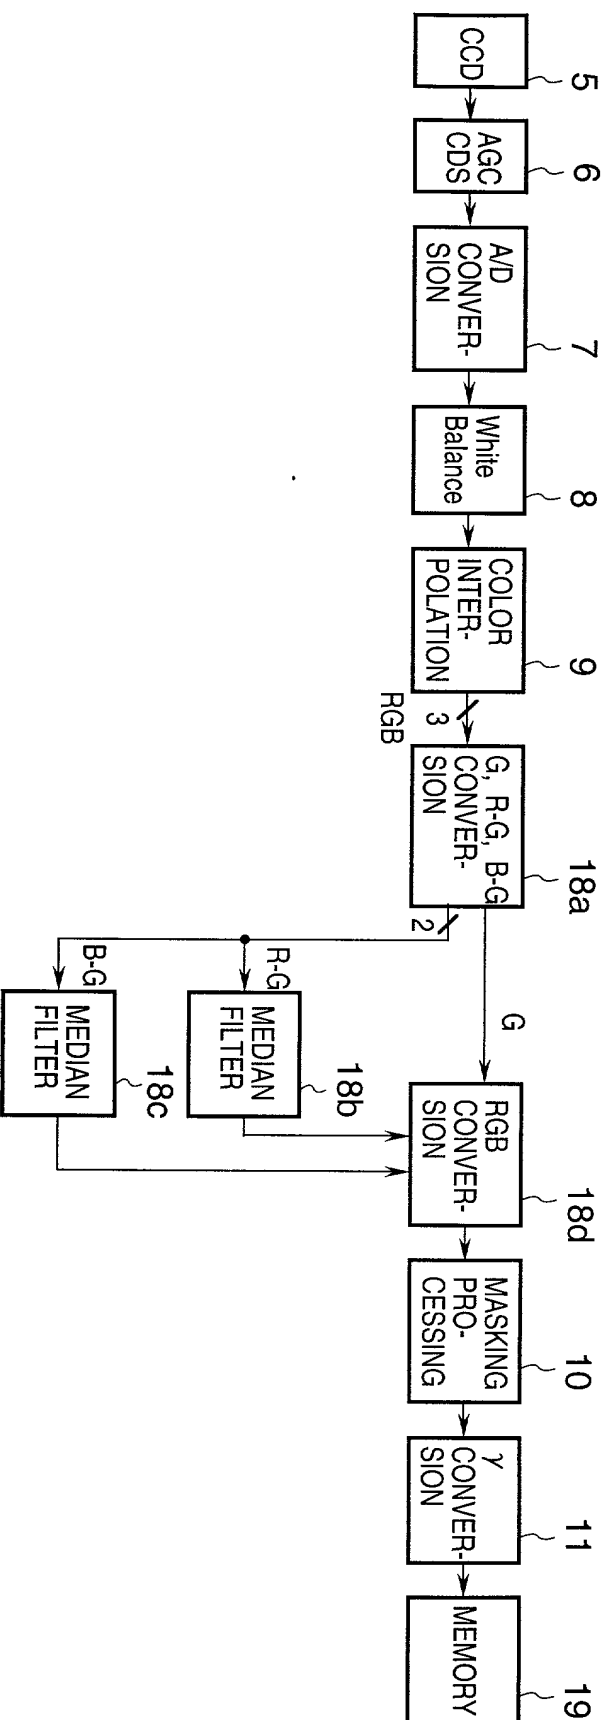 5
CCD
6
AGC
CDS
7
A/D
CONVER-
SION
8
White
Balance
9
COLOR
INTER-
POLATION
3
RGB
18a
G, R-G, B-G
CONVER-
SION
2
G
R-G
B-G
18b
MEDIAN
FILTER
18c
MEDIAN
FILTER
18d
RGB
CONVER-
SION
10
MASKING
PRO-
CESSING
11
γ
CONVER-
SION
19
MEMORY